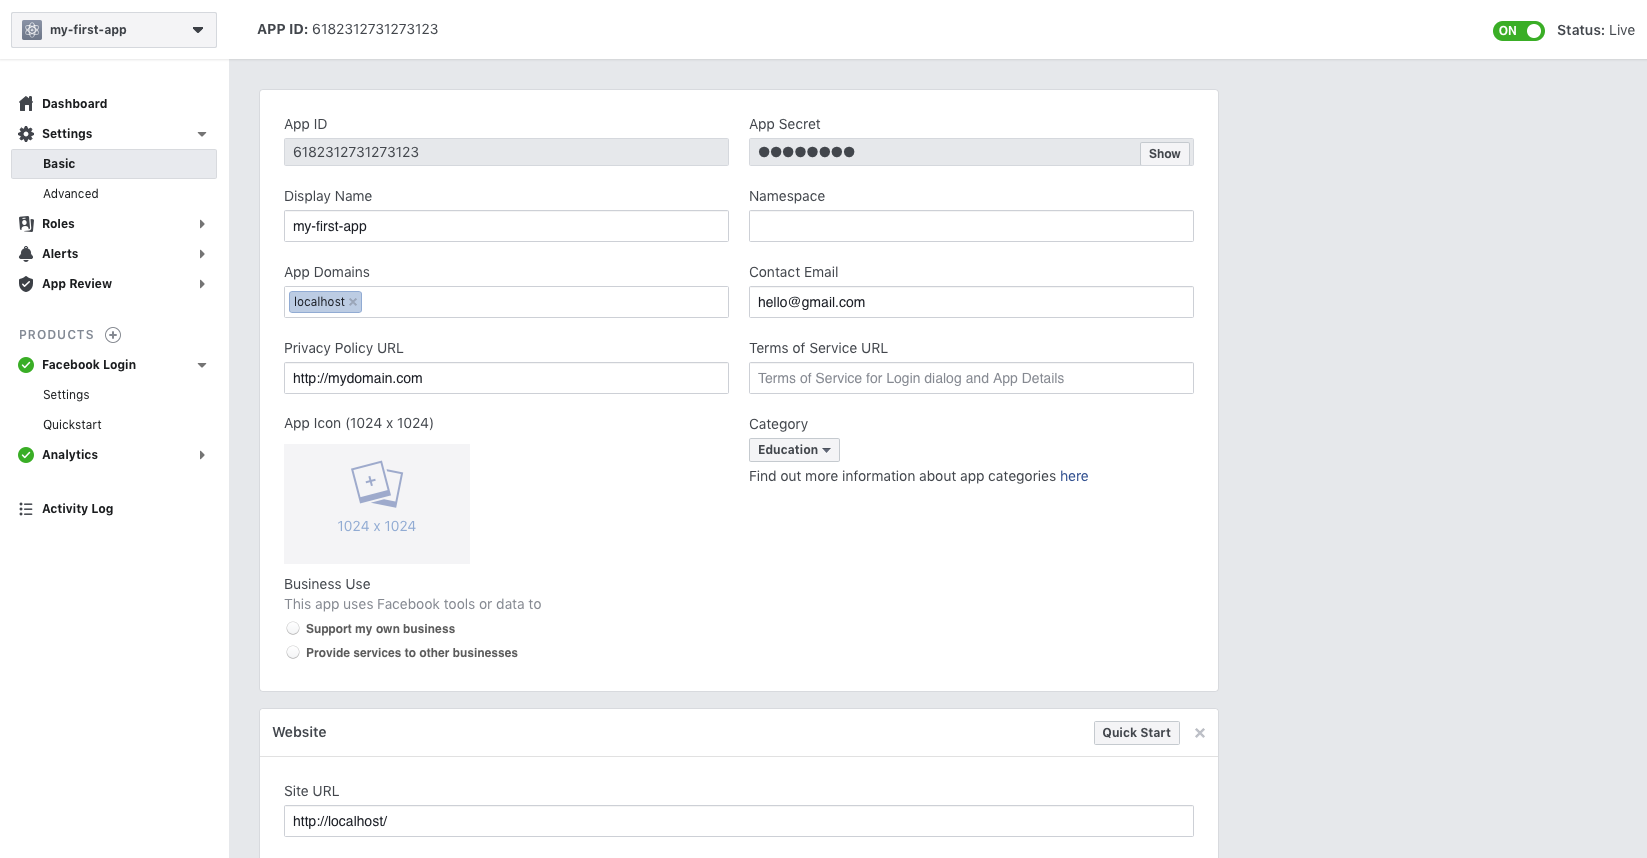 my-first-app
APP ID: 6182312731273123
ON
Status: Live
Dashboard
Settings
Basic
Advanced
Roles
Alerts
App Review
PRODUCTS
Facebook Login
Settings
Quickstart
Analytics
Activity Log
App ID
6182312731273123
App Secret
●●●●●●●●
Show
Display Name
my-first-app
Namespace
App Domains
localhost ×
Contact Email
hello@gmail.com
Privacy Policy URL
http://mydomain.com
Terms of Service URL
Terms of Service for Login dialog and App Details
App Icon (1024 x 1024)
1024 x 1024
Category
Education
Find out more information about app categories here
Business Use
This app uses Facebook tools or data to
Support my own business
Provide services to other businesses
Website
Quick Start
×
Site URL
http://localhost/